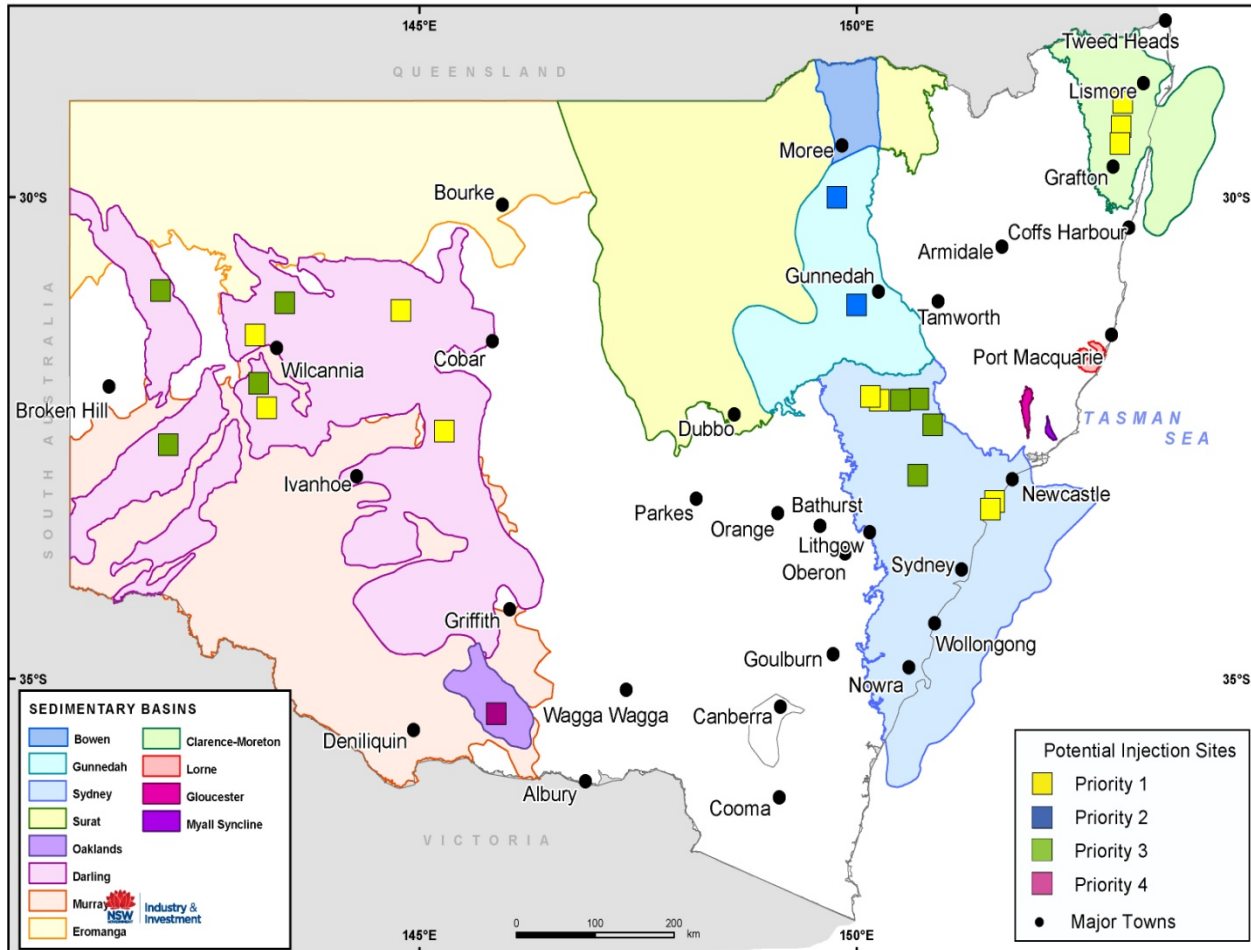 145°E
150°E
Tweed Heads
QUEENSLAND
Lismore
Moree
Grafton
30°S
30°S
Bourke
Coffs Harbour
Armidale
Gunnedah
Tamworth
Port Macquarie
Wilcannia
Cobar
Broken Hill
Dubbo
TASMAN
SEA
SOUTH AUSTRALIA
Ivanhoe
Newcastle
Parkes
Orange
Bathurst
Lithgow
Oberon
Sydney
Griffith
Wollongong
Goulburn
Nowra
35°S
35°S
Wagga Wagga
Canberra
Deniliquin
Albury
Cooma
VICTORIA
SEDIMENTARY BASINS
Bowen
Gunnedah
Sydney
Surat
Oaklands
Darling
Murray
Eromanga
Clarence-Moreton
Lorne
Gloucester
Myall Syncline
NSW
Industry &
Investment
Potential Injection Sites
Priority 1
Priority 2
Priority 3
Priority 4
Major Towns
0 100 200
km
145°E
150°E